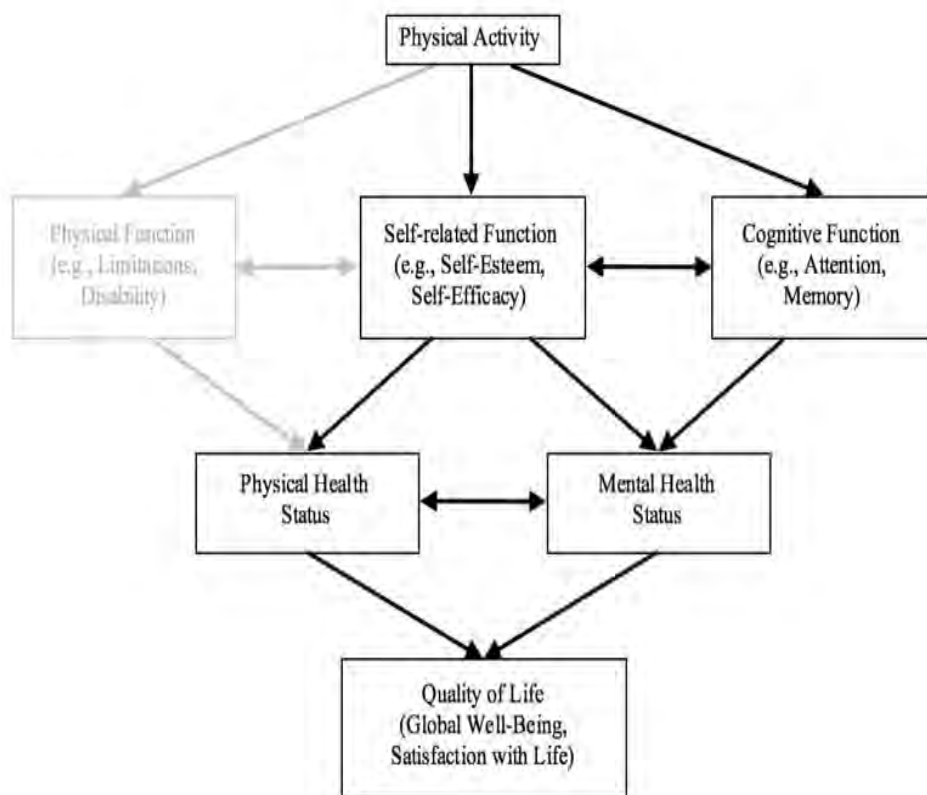 Physical Activity
Physical Function
(e.g., Limitations,
Disability)
Self-related Function
(e.g., Self-Esteem,
Self-Efficacy)
Cognitive Function
(e.g., Attention,
Memory)
Physical Health
Status
Mental Health
Status
Quality of Life
(Global Well-Being,
Satisfaction with Life)